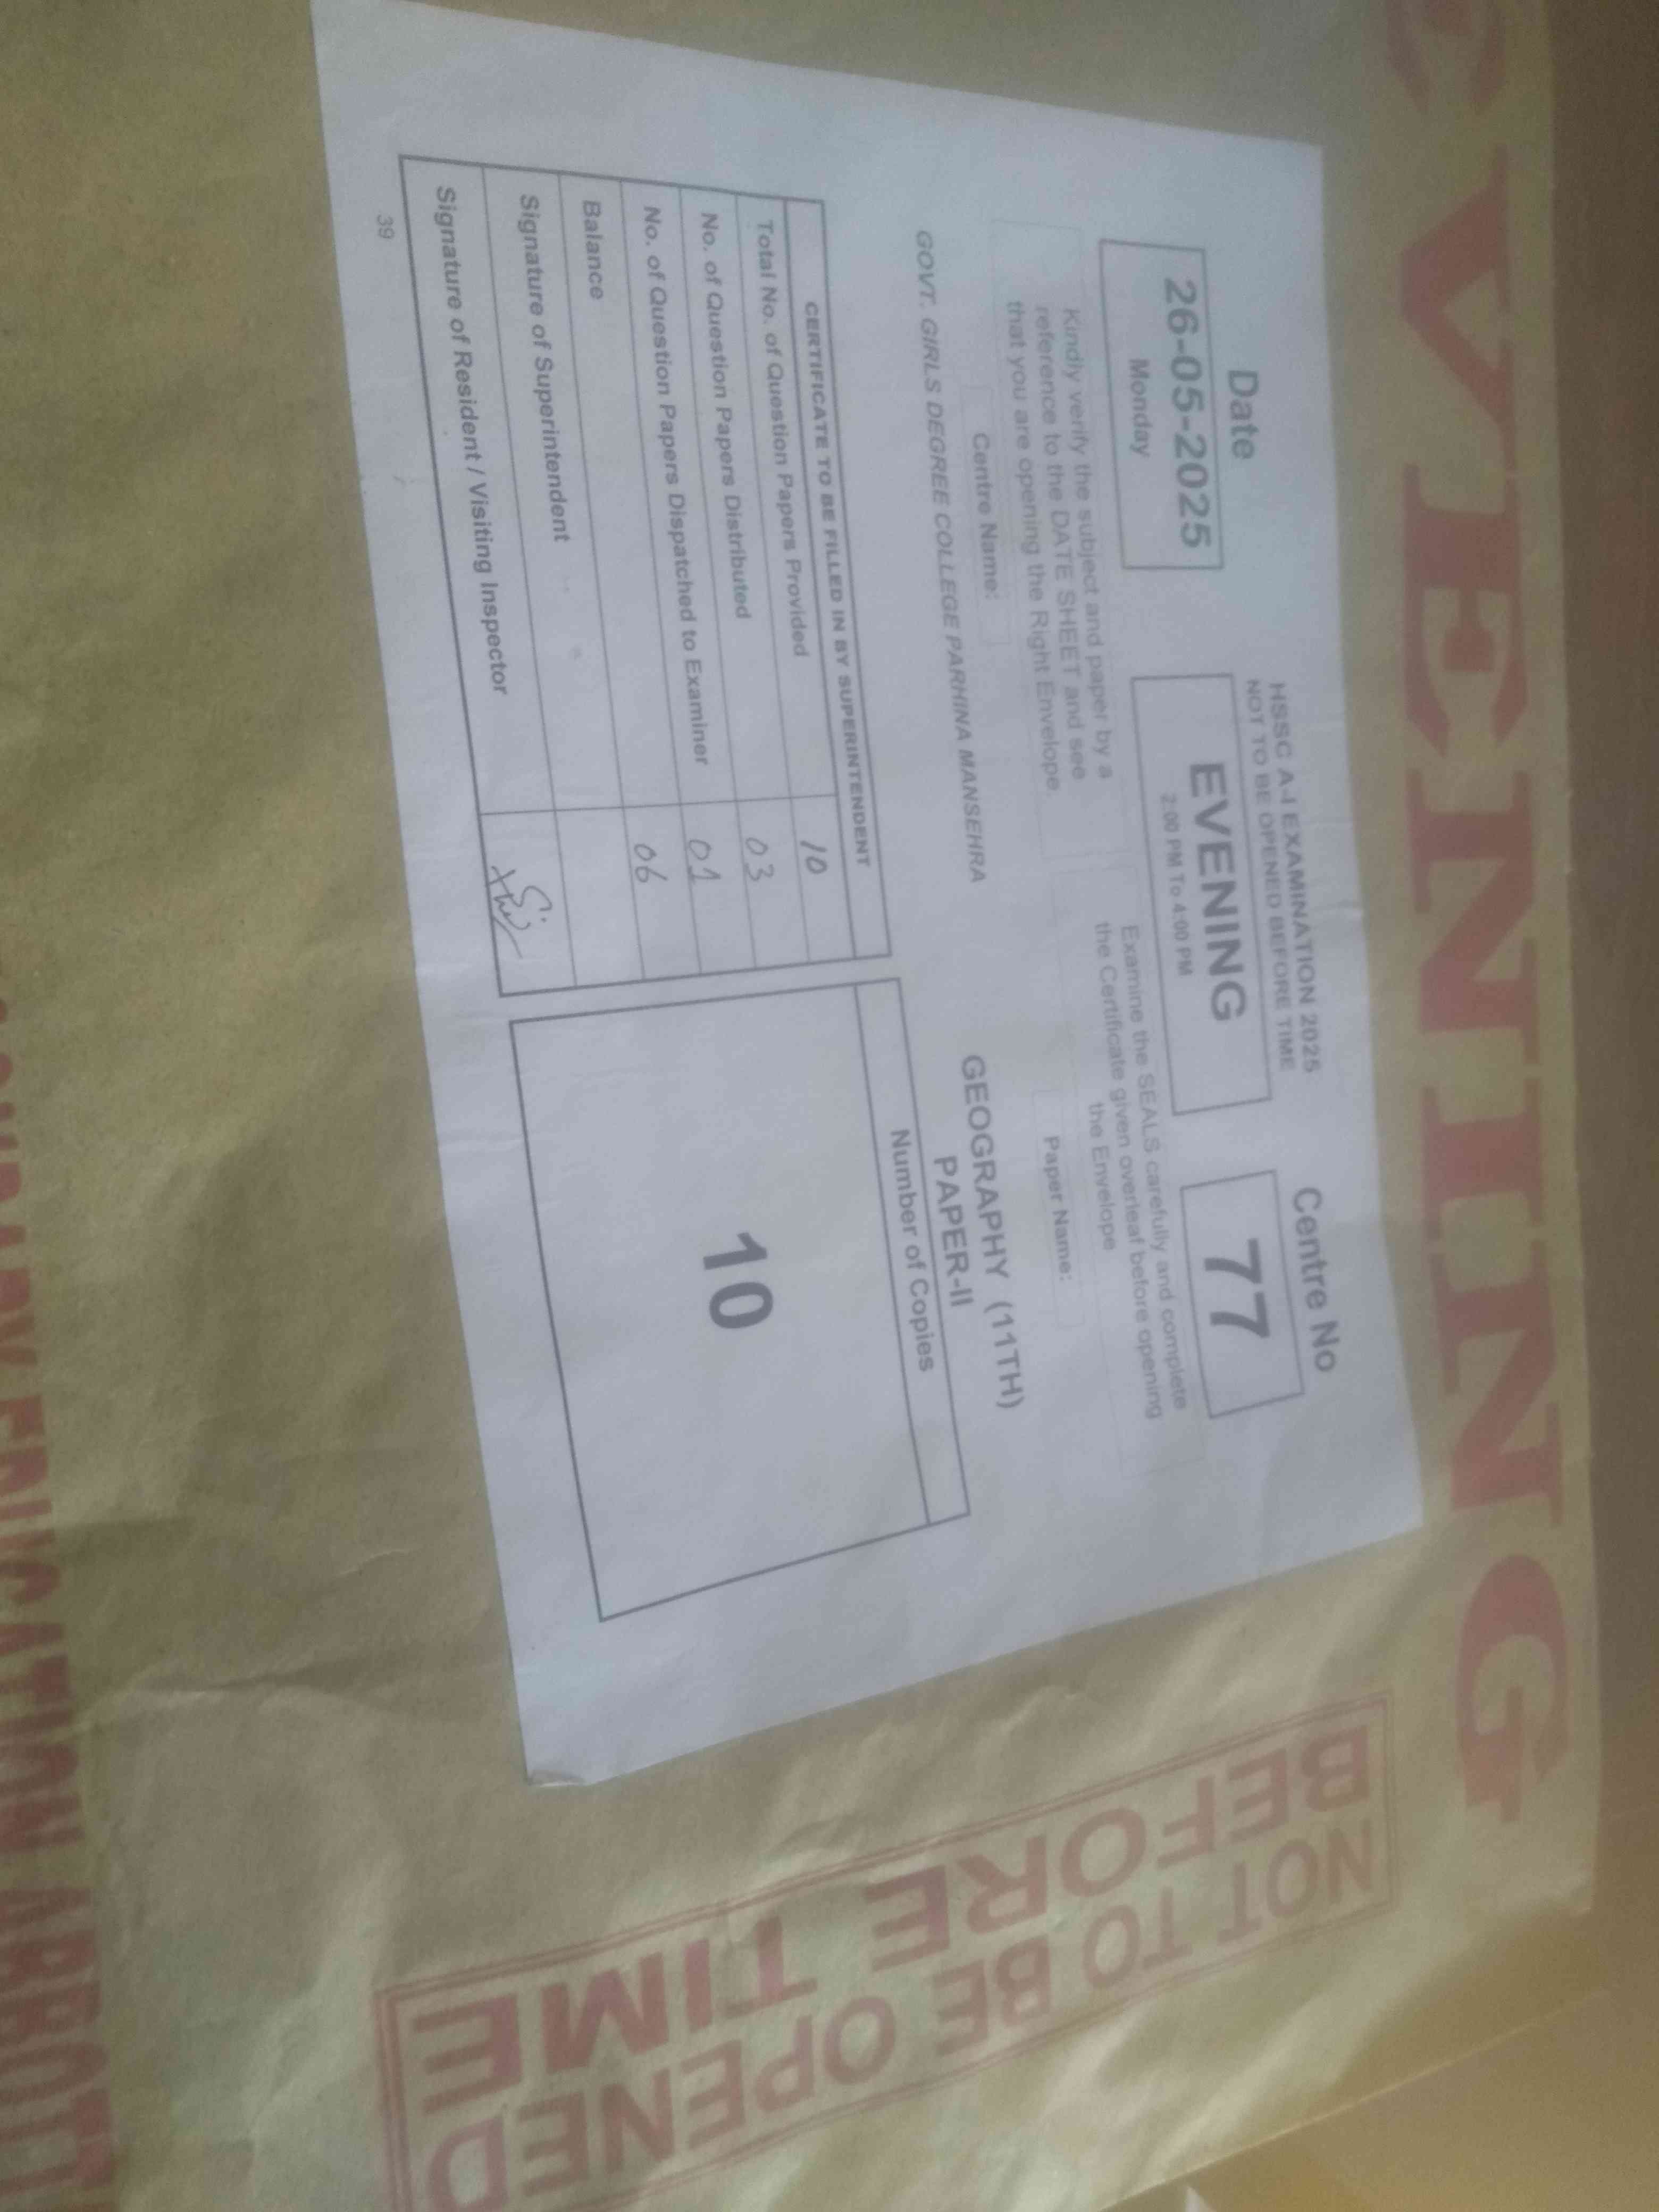 VENING
HSSC A-I EXAMINATION 2025
NOT TO BE OPENED BEFORE TIME
Date
26-05-2025
Monday
EVENING
2:00 PM To 4:00 PM
Centre No
77
Kindly verify the subject and paper by a
reference to the DATE SHEET and see
that you are opening the Right Envelope.
Examine the SEALS carefully and complete
the Certificate given overleaf before opening
the Envelope
Centre Name:
GOVT. GIRLS DEGREE COLLEGE PARHINA MANSEHRA
Paper Name:
GEOGRAPHY (11TH)
PAPER-II
CERTIFICATE TO BE FILLED IN BY SUPERINTENDENT
Total No. of Question Papers Provided 10
No. of Question Papers Distributed 03
No. of Question Papers Dispatched to Examiner 01
Balance 06
Signature of Superintendent
Signature of Resident / Visiting Inspector
Number of Copies
10
39
NOT TO BE OPENED
BEFORE TIME